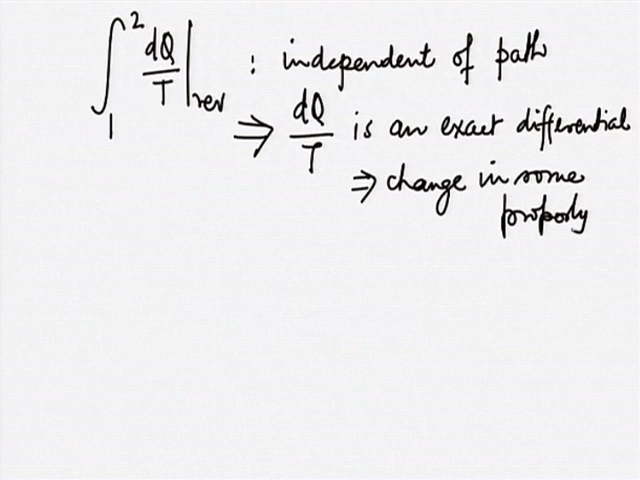 ∫₁² dQ/T |rev : independent of path
⇒ dQ/T is an exact differential
⇒ change in some
property